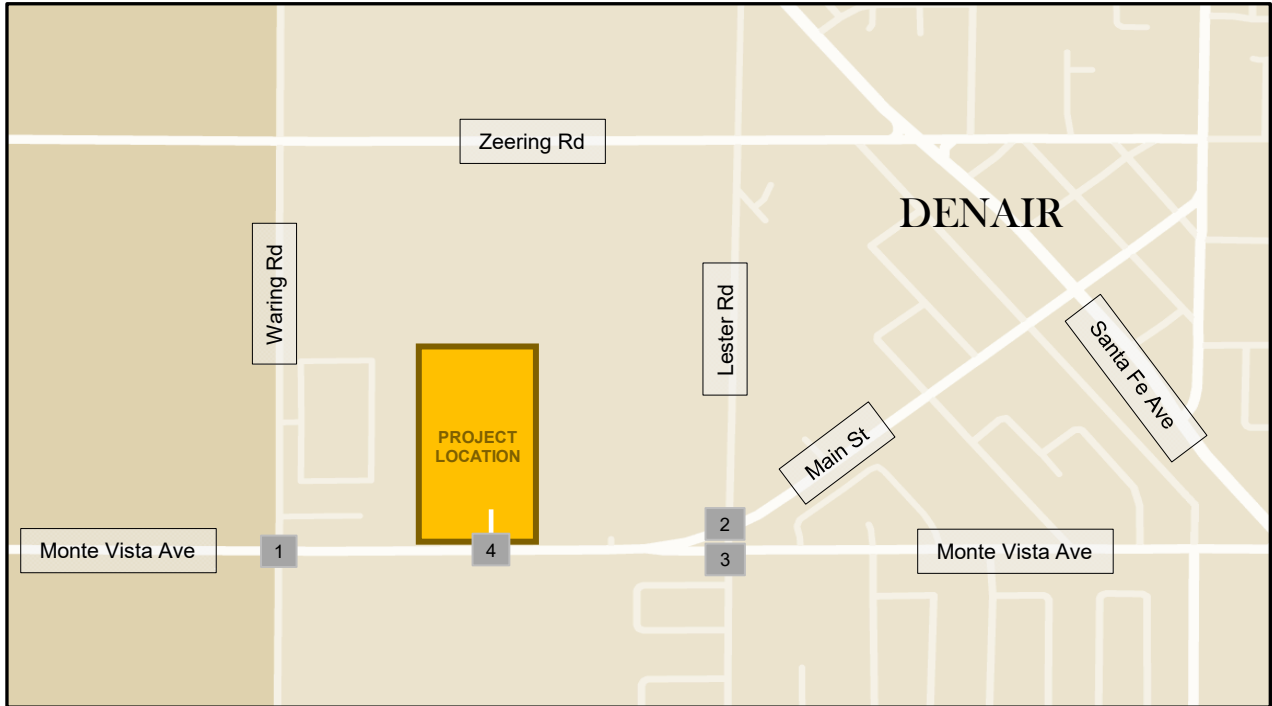 Zeering Rd
DENAIR
Waring Rd
Lester Rd
Santa Fe Ave
PROJECT
LOCATION
Main St
2
Monte Vista Ave
1
4
3
Monte Vista Ave